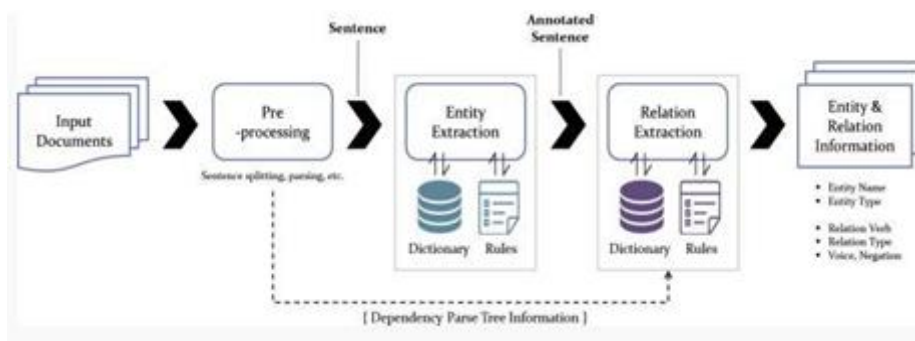 Sentence
Annotated
Sentence
Input
Documents
Pre
-processing
Sentence splitting, parsing, etc.
Entity
Extraction
Dictionary
Rules
Relation
Extraction
Dictionary
Rules
Entity &
Relation
Information
• Entity Name
• Entity Type
• Relation Verb
• Relation Type
• Voice, Negation
[ Dependency Parse Tree Information ]